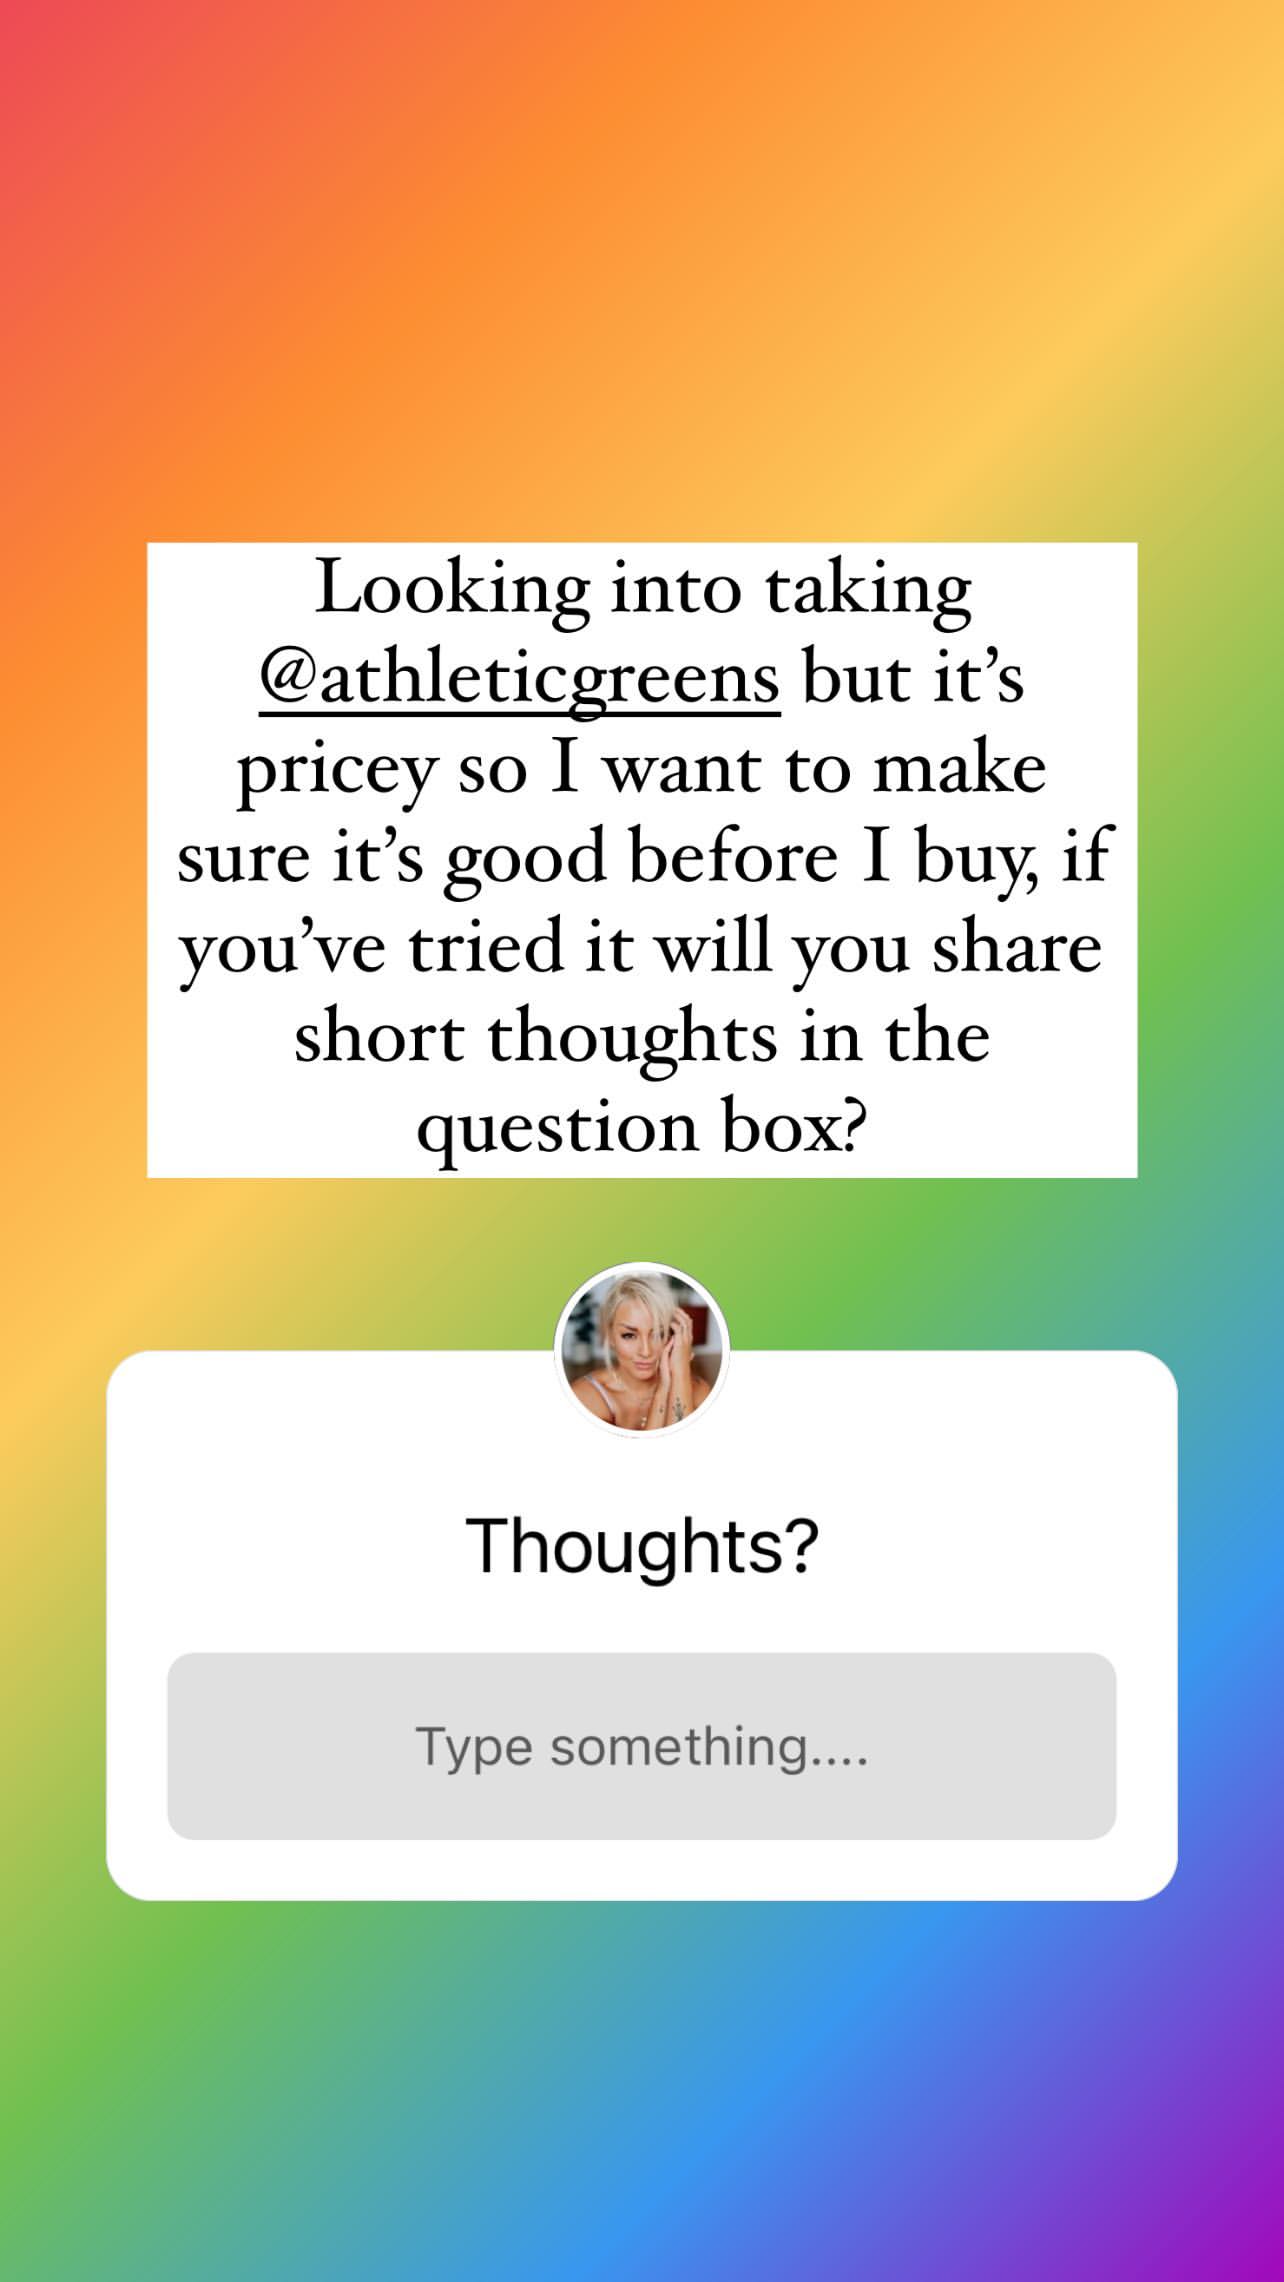 Looking into taking
@athleticgreens but it’s
pricey so I want to make
sure it’s good before I buy, if
you’ve tried it will you share
short thoughts in the
question box?
Thoughts?
Type something....